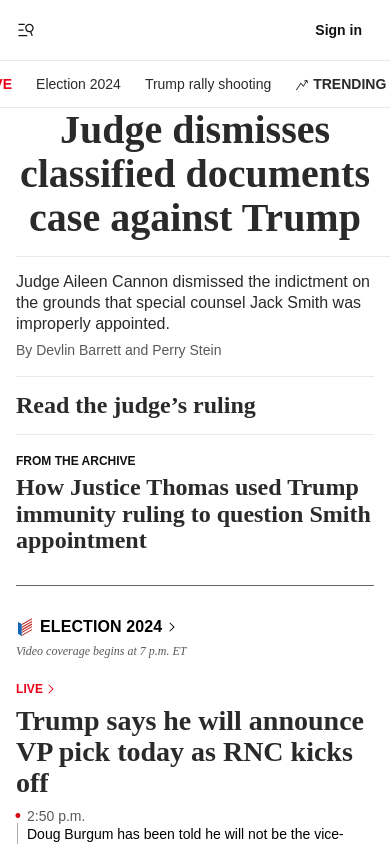 Sign in
VE
Election 2024
Trump rally shooting
TRENDING
Judge dismisses
classified documents
case against Trump
Judge Aileen Cannon dismissed the indictment on
the grounds that special counsel Jack Smith was
improperly appointed.
By Devlin Barrett and Perry Stein
Read the judge’s ruling
FROM THE ARCHIVE
How Justice Thomas used Trump
immunity ruling to question Smith
appointment
ELECTION 2024
Video coverage begins at 7 p.m. ET
LIVE
Trump says he will announce
VP pick today as RNC kicks
off
2:50 p.m.
Doug Burgum has been told he will not be the vice-